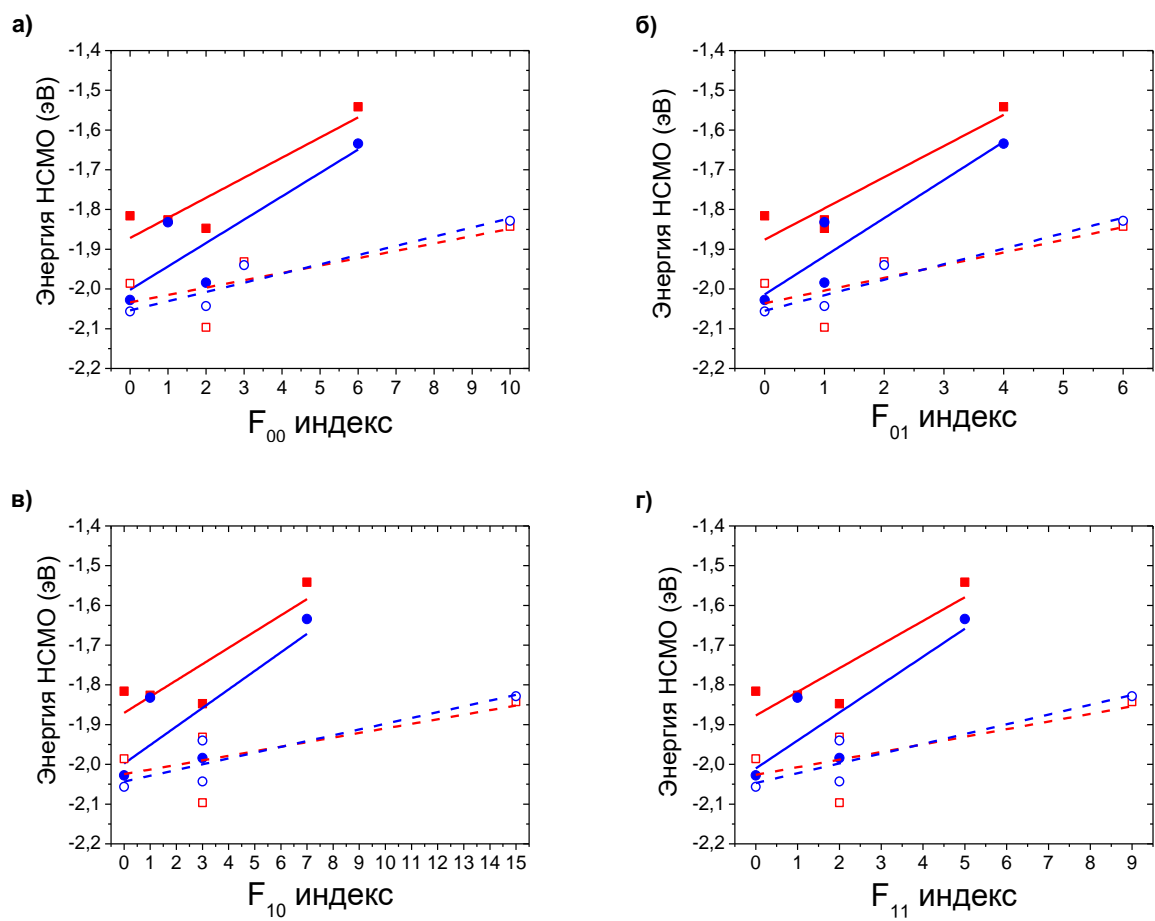 а)
Энергия НСМО (эВ)
-1,4
-1,5
-1,6
-1,7
-1,8
-1,9
-2,0
-2,1
-2,2
0 1 2 3 4 5 6 7 8 9 10
F00 индекс
б)
Энергия НСМО (эВ)
-1,4
-1,5
-1,6
-1,7
-1,8
-1,9
-2,0
-2,1
-2,2
0 1 2 3 4 5 6
F01 индекс
в)
Энергия НСМО (эВ)
-1,4
-1,5
-1,6
-1,7
-1,8
-1,9
-2,0
-2,1
-2,2
0 1 2 3 4 5 6 7 8 9 10 11 12 13 14 15
F10 индекс
г)
Энергия НСМО (эВ)
-1,4
-1,5
-1,6
-1,7
-1,8
-1,9
-2,0
-2,1
-2,2
0 1 2 3 4 5 6 7 8 9
F11 индекс